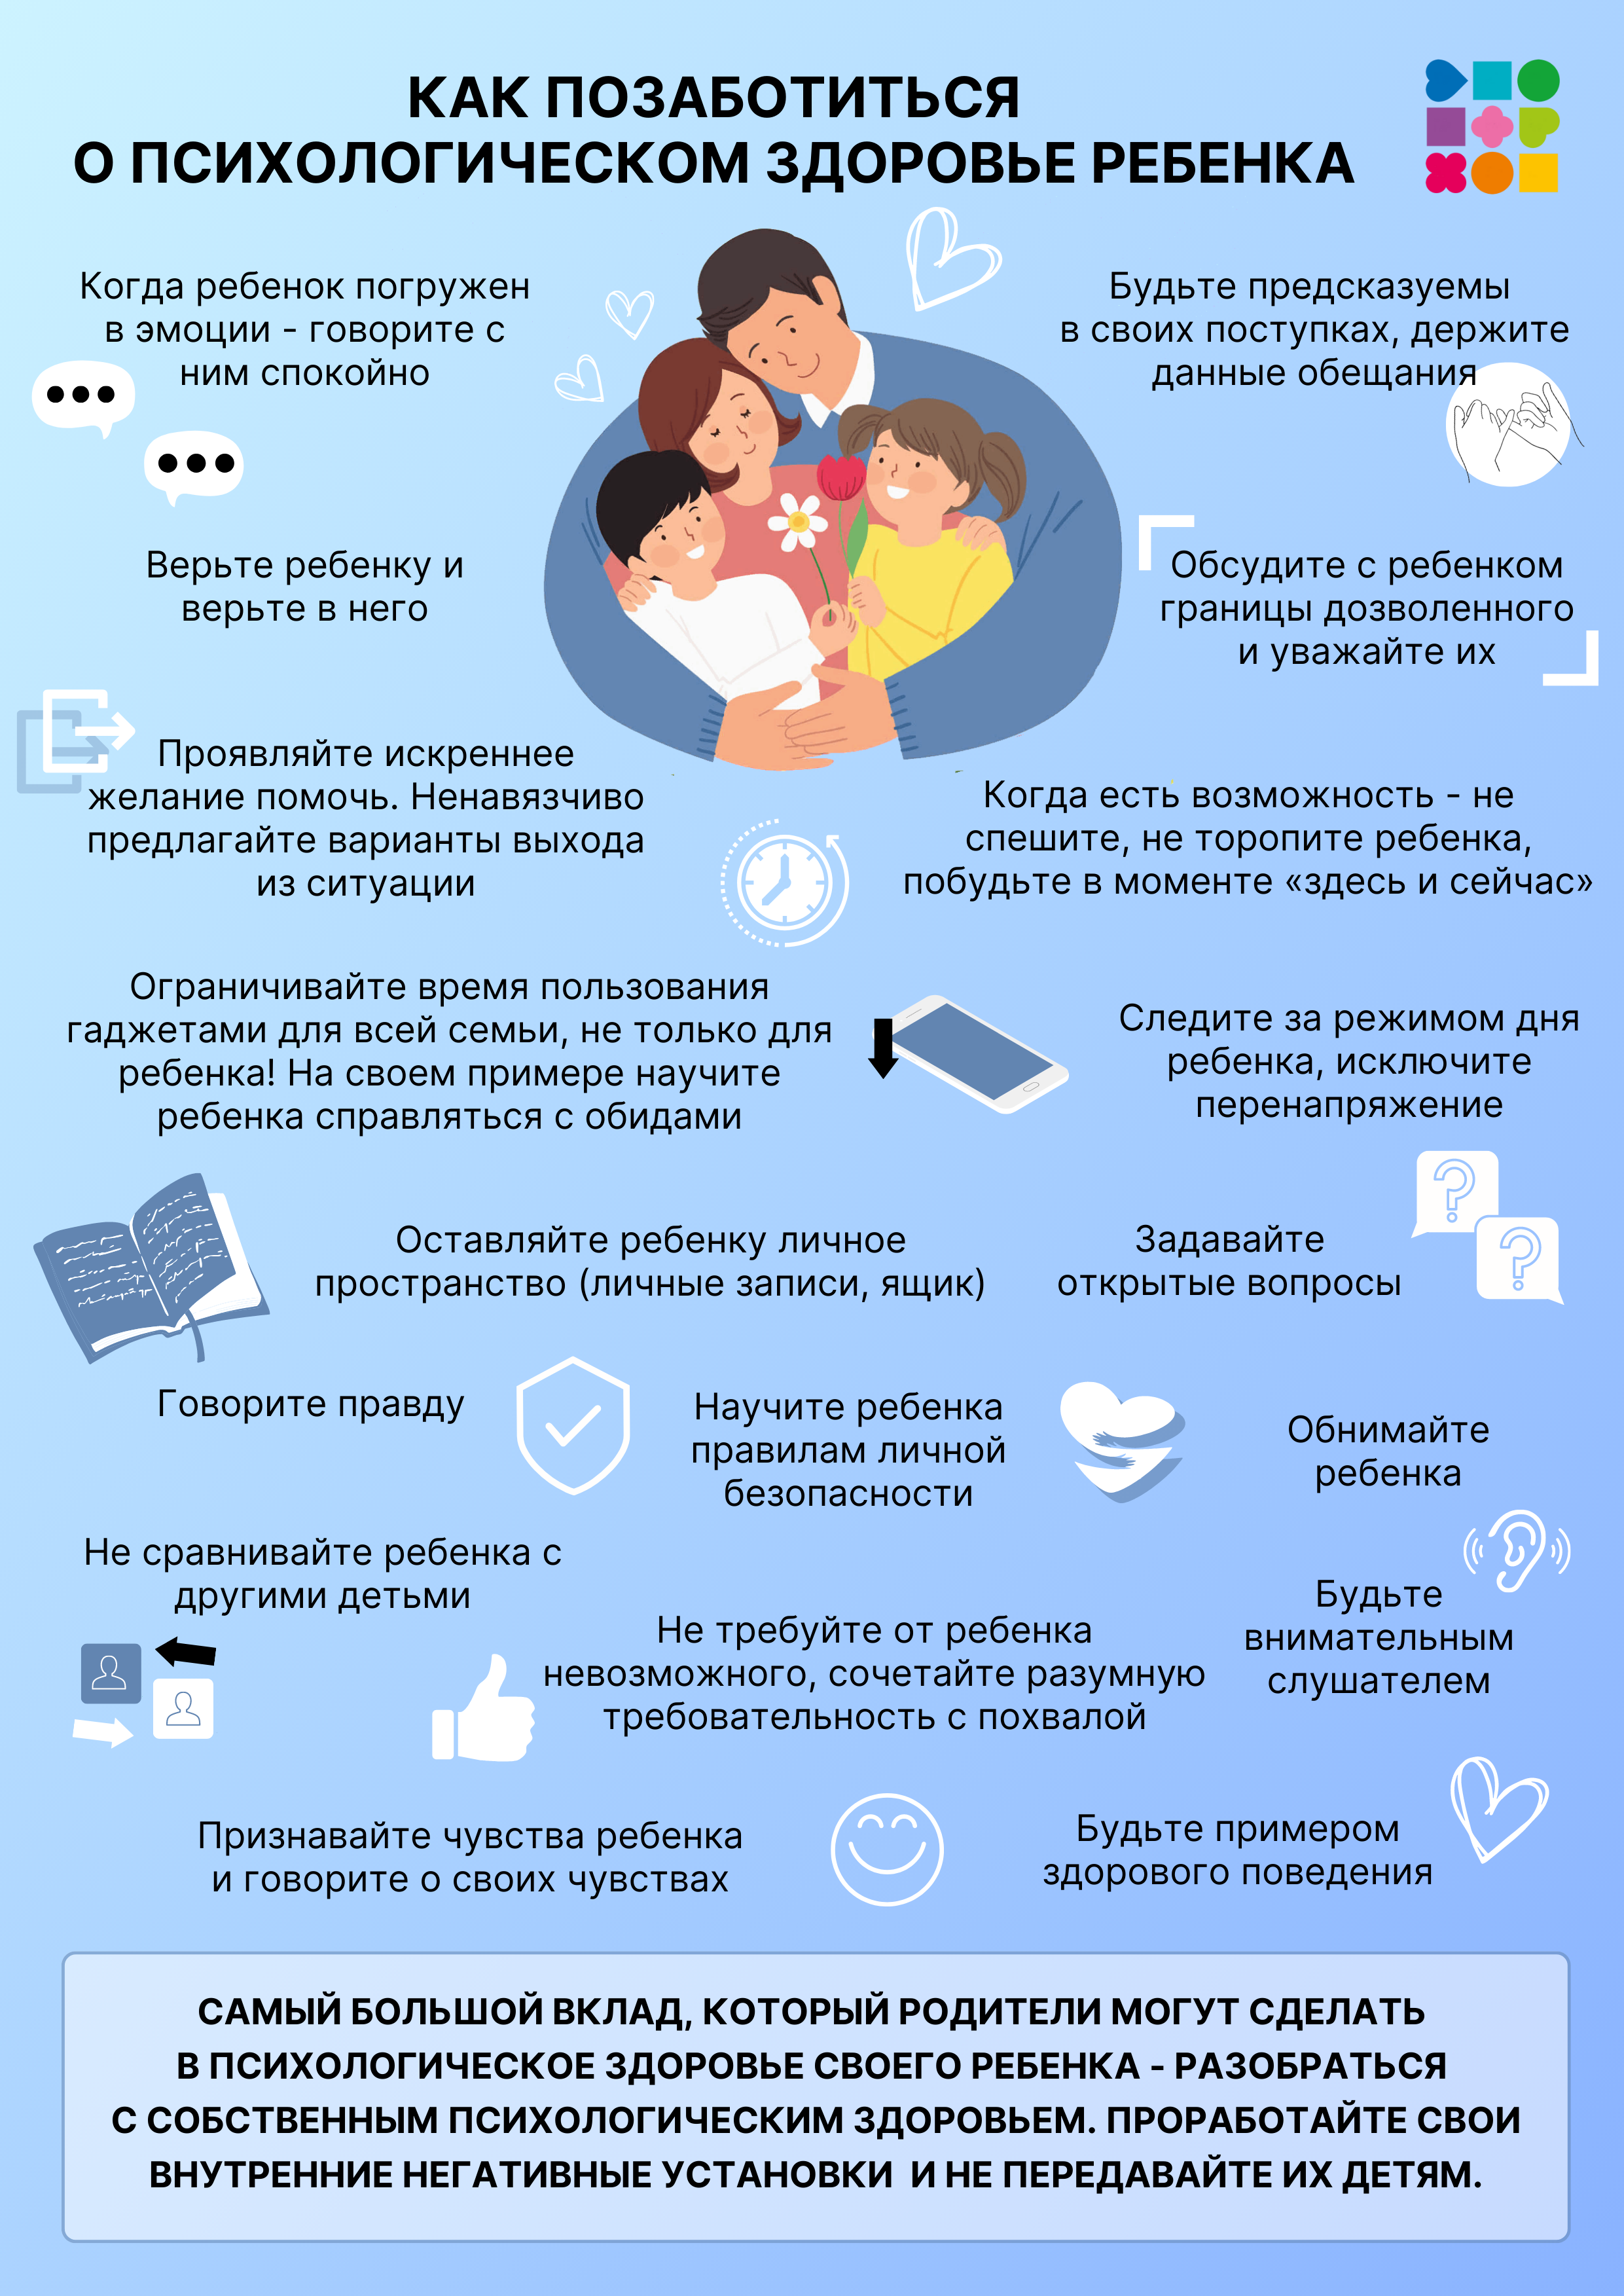 КАК ПОЗАБОТИТЬСЯ
О ПСИХОЛОГИЧЕСКОМ ЗДОРОВЬЕ РЕБЕНКА
Когда ребенок погружен
в эмоции - говорите с
ним спокойно
Будьте предсказуемы
в своих поступках, держите
данные обещания
Верьте ребенку и
верьте в него
Обсудите с ребенком
границы дозволенного
и уважайте их
Проявляйте искреннее
желание помочь. Ненавязчиво
предлагайте варианты выхода
из ситуации
Когда есть возможность - не
спешите, не торопите ребенка,
побудьте в моменте «здесь и сейчас»
Ограничивайте время пользования
гаджетами для всей семьи, не только для
ребенка! На своем примере научите
ребенка справляться с обидами
Следите за режимом дня
ребенка, исключите
перенапряжение
Оставляйте ребенку личное
пространство (личные записи, ящик)
Задавайте
открытые вопросы
Говорите правду
Научите ребенка
правилам личной
безопасности
Обнимайте
ребенка
Не сравнивайте ребенка с
другими детьми
Не требуйте от ребенка
невозможного, сочетайте разумную
требовательность с похвалой
Будьте
внимательным
слушателем
Признавайте чувства ребенка
и говорите о своих чувствах
Будьте примером
здорового поведения
САМЫЙ БОЛЬШОЙ ВКЛАД, КОТОРЫЙ РОДИТЕЛИ МОГУТ СДЕЛАТЬ
В ПСИХОЛОГИЧЕСКОЕ ЗДОРОВЬЕ СВОЕГО РЕБЕНКА - РАЗОБРАТЬСЯ
С СОБСТВЕННЫМ ПСИХОЛОГИЧЕСКИМ ЗДОРОВЬЕМ. ПРОРАБОТАЙТЕ СВОИ
ВНУТРЕННИЕ НЕГАТИВНЫЕ УСТАНОВКИ И НЕ ПЕРЕДАВАЙТЕ ИХ ДЕТЯМ.